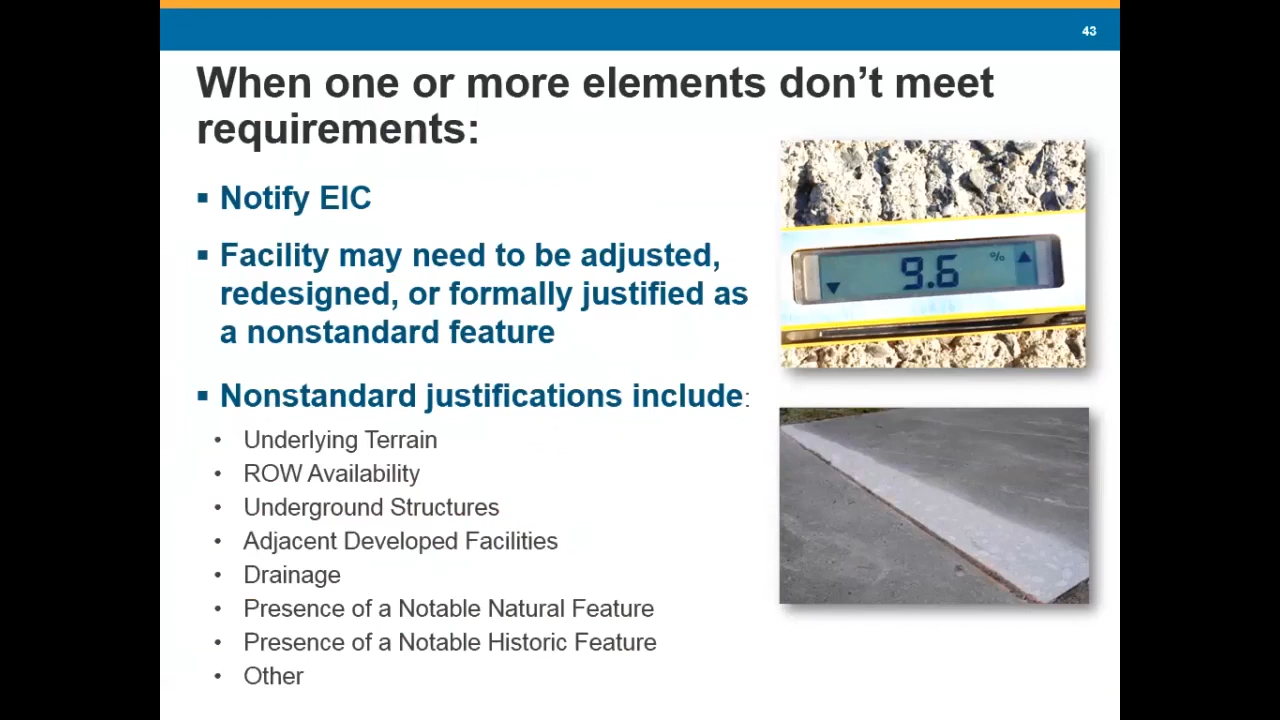 43
When one or more elements don't meet
requirements:
▪ Notify EIC
▪ Facility may need to be adjusted,
redesigned, or formally justified as
a nonstandard feature
▪ Nonstandard justifications include:
• Underlying Terrain
• ROW Availability
• Underground Structures
• Adjacent Developed Facilities
• Drainage
• Presence of a Notable Natural Feature
• Presence of a Notable Historic Feature
• Other
9.6 %